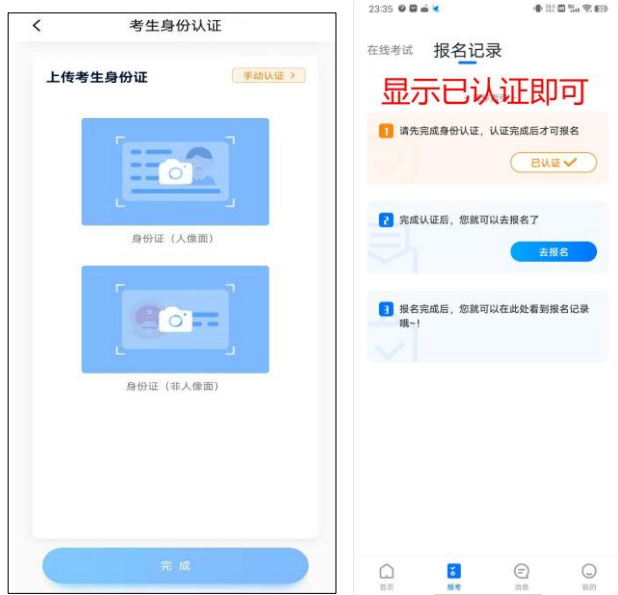 考生身份认证
上传考生身份证
手动认证 >
身份证（人像面）
身份证（非人像面）
完成
23:35
在线考试 报名记录
显示已认证即可
1 请先完成身份认证，认证完成后才可报名
已认证
2 完成认证后，您就可以去报名了
去报名
3 报名完成后，您就可以在此处看到报名记录
哦~!
首页 报考 消息 我的